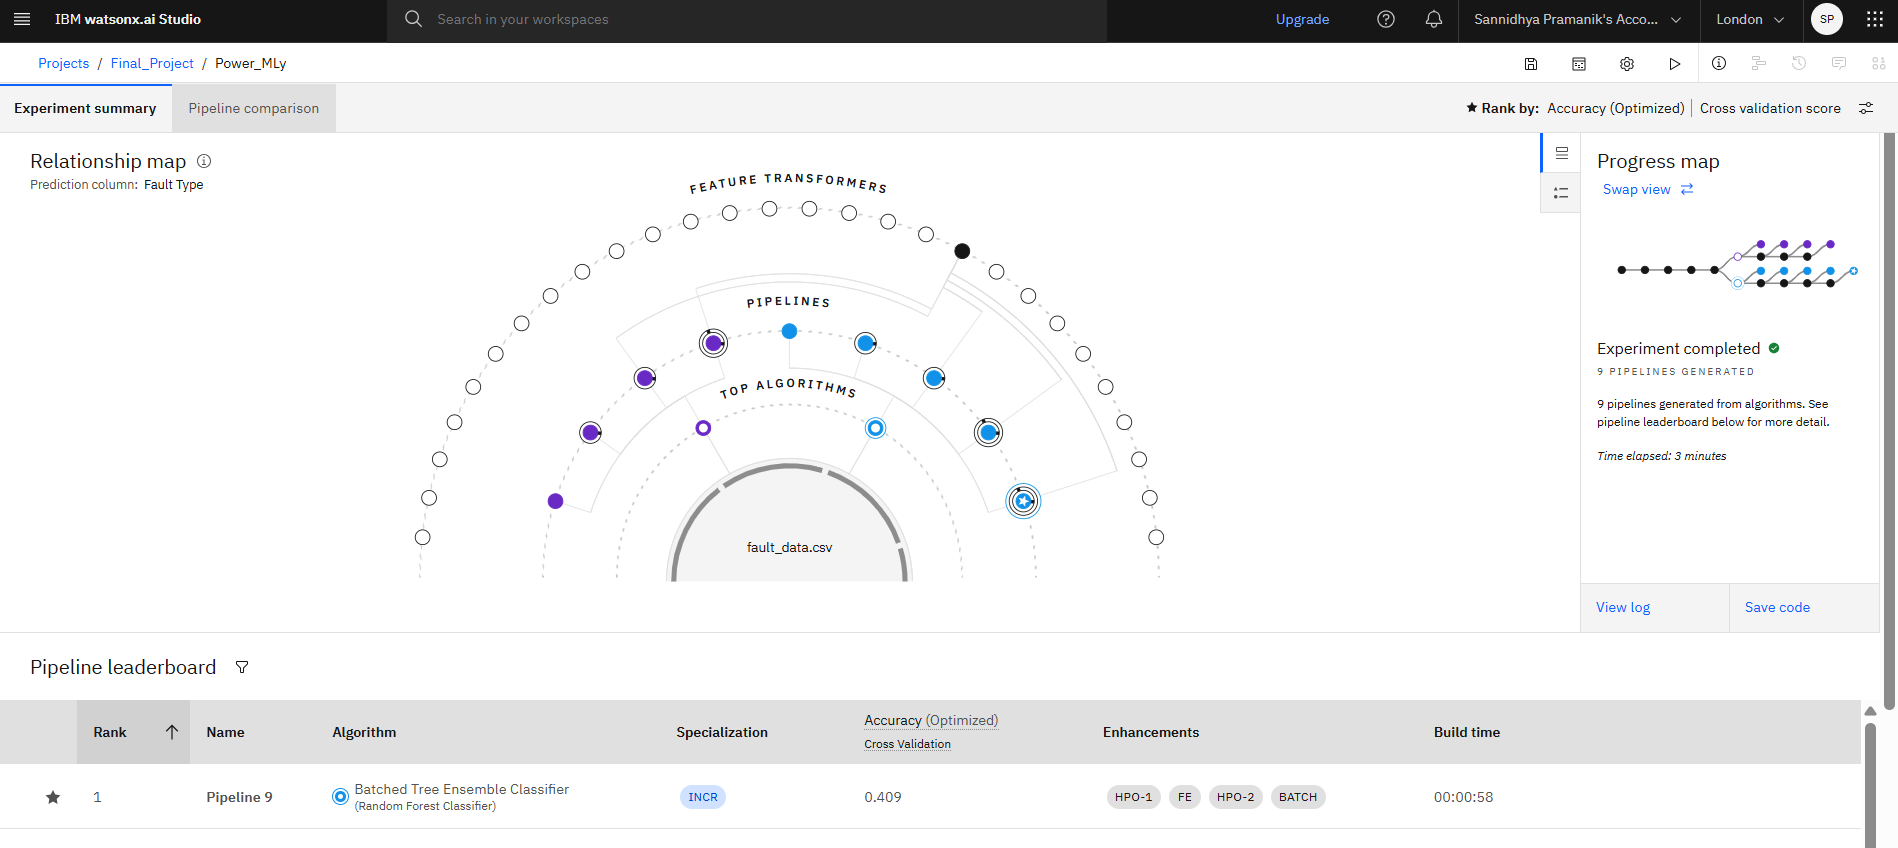 IBM watsonx.ai Studio
Search in your workspaces
Upgrade
Sannidhya Pramanik's Acco...
London
SP
Projects / Final_Project / Power_MLy
Experiment summary
Pipeline comparison
Rank by: Accuracy (Optimized) | Cross validation score
Relationship map
Prediction column: Fault Type
FEATURE TRANSFORMERS
PIPELINES
TOP ALGORITHMS
fault_data.csv
Progress map
Swap view
Experiment completed
9 PIPELINES GENERATED
9 pipelines generated from algorithms. See
pipeline leaderboard below for more detail.
Time elapsed: 3 minutes
View log
Save code
Pipeline leaderboard
Rank
Name
Algorithm
Specialization
Accuracy (Optimized)
Cross Validation
Enhancements
Build time
1
Pipeline 9
Batched Tree Ensemble Classifier
(Random Forest Classifier)
INCR
0.409
HPO-1
FE
HPO-2
BATCH
00:00:58